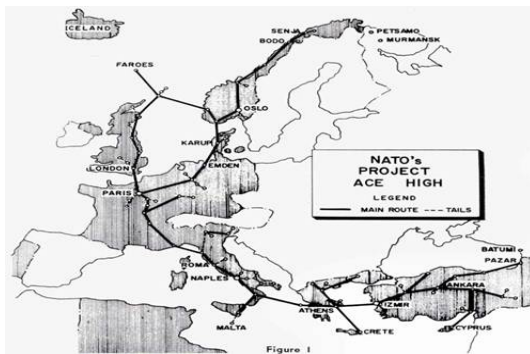 ICELAND
SENJA
BODO
PETSAMO
MURMANSK
FAROES
OSLO
KARUP
EMDEN
LONDON
PARIS
NATO's
PROJECT
ACE HIGH
LEGEND
MAIN ROUTE --- TAILS
BATUMI
PAZAR
ROMA
NAPLES
ANKARA
IZMIR
ATHENS
MALTA
CRETE
CYPRUS
Figure I